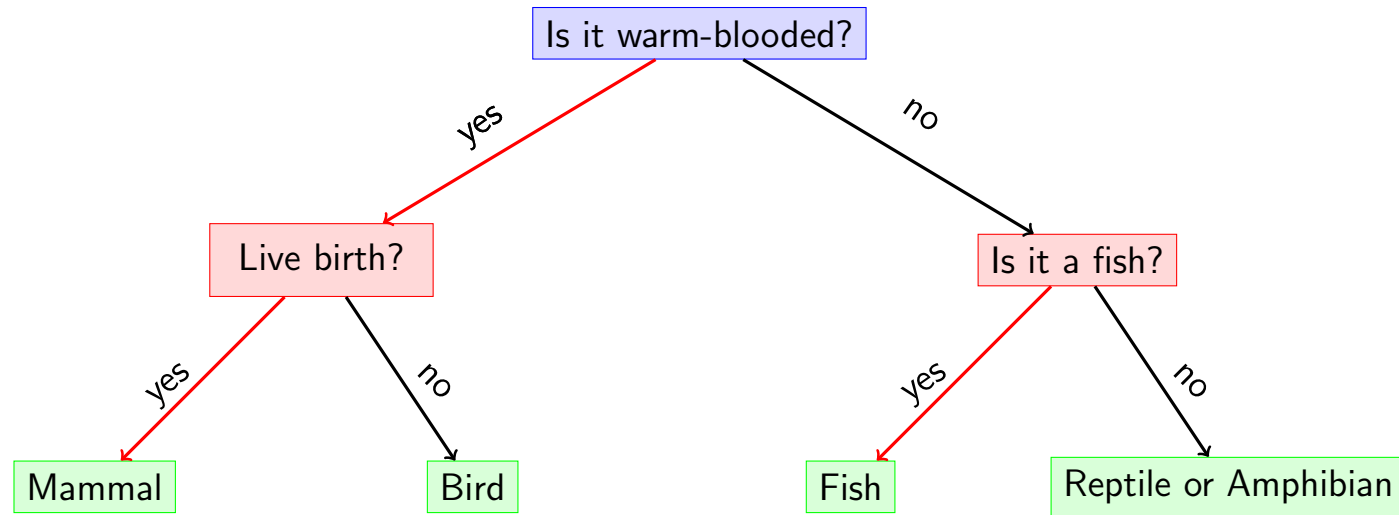 Is it warm-blooded?
yes
no
Live birth?
Is it a fish?
yes
no
yes
no
Mammal
Bird
Fish
Reptile or Amphibian